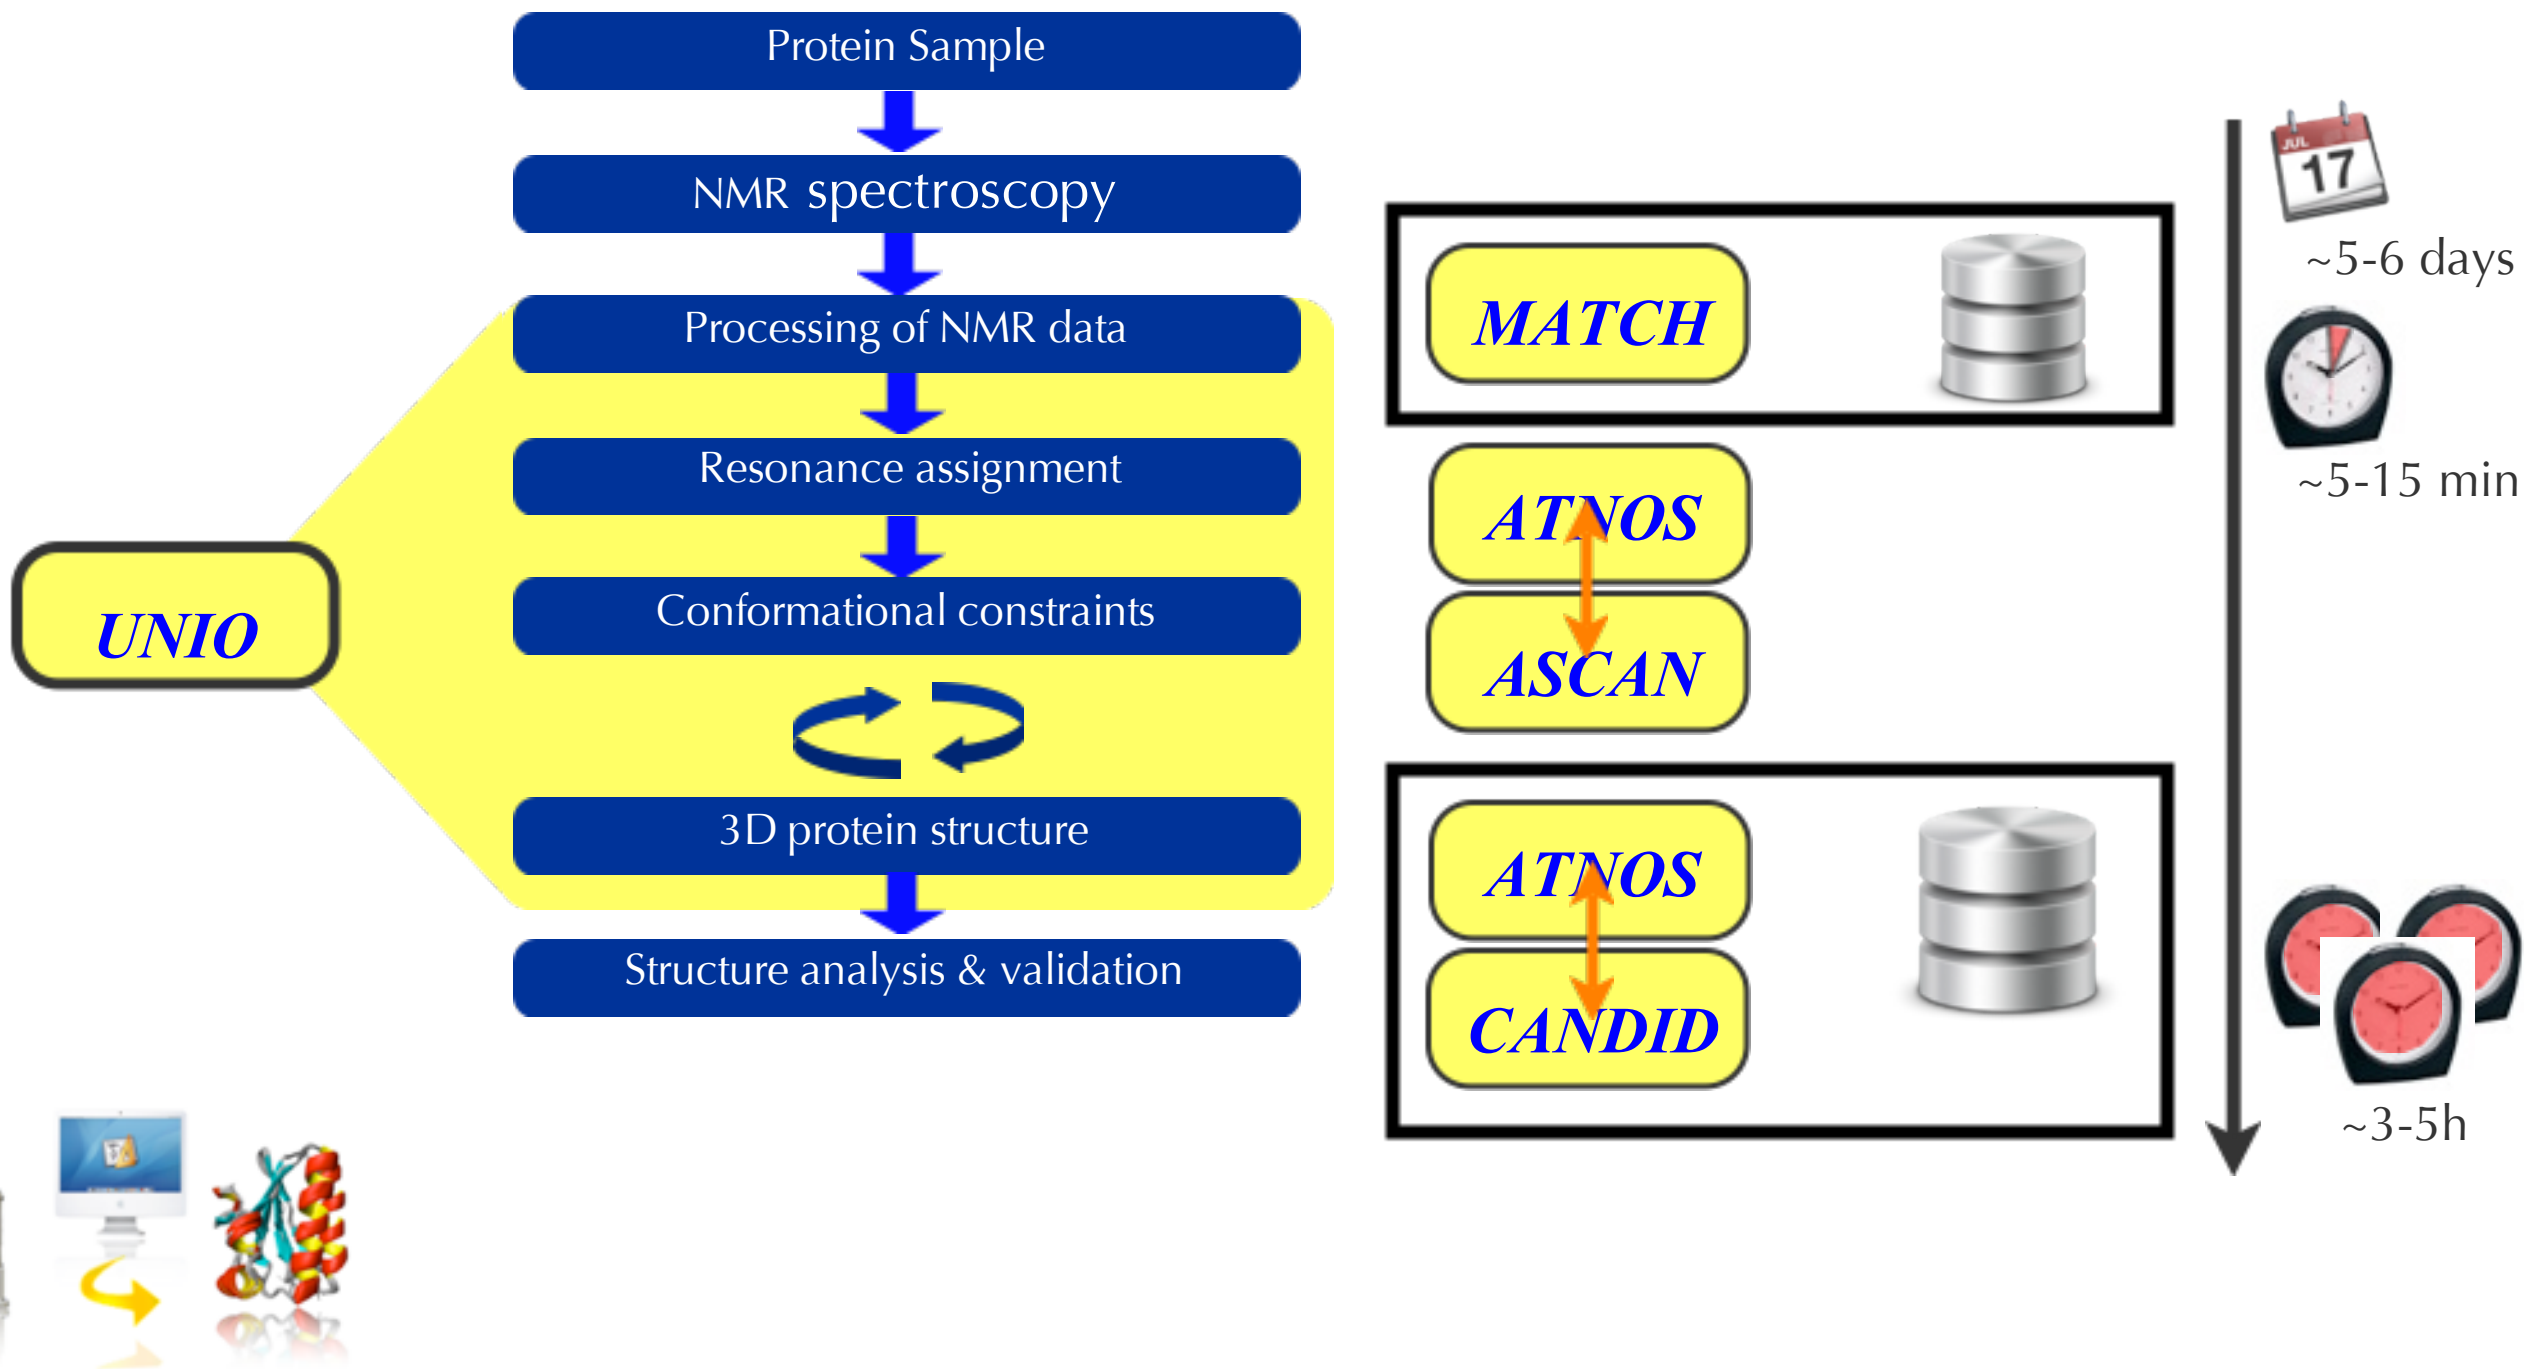 Protein Sample
NMR spectroscopy
Processing of NMR data
Resonance assignment
Conformational constraints
3D protein structure
Structure analysis & validation
UNIO
MATCH
ATNOS
ASCAN
ATNOS
CANDID
JUL
17
~5-6 days
~5-15 min
~3-5h